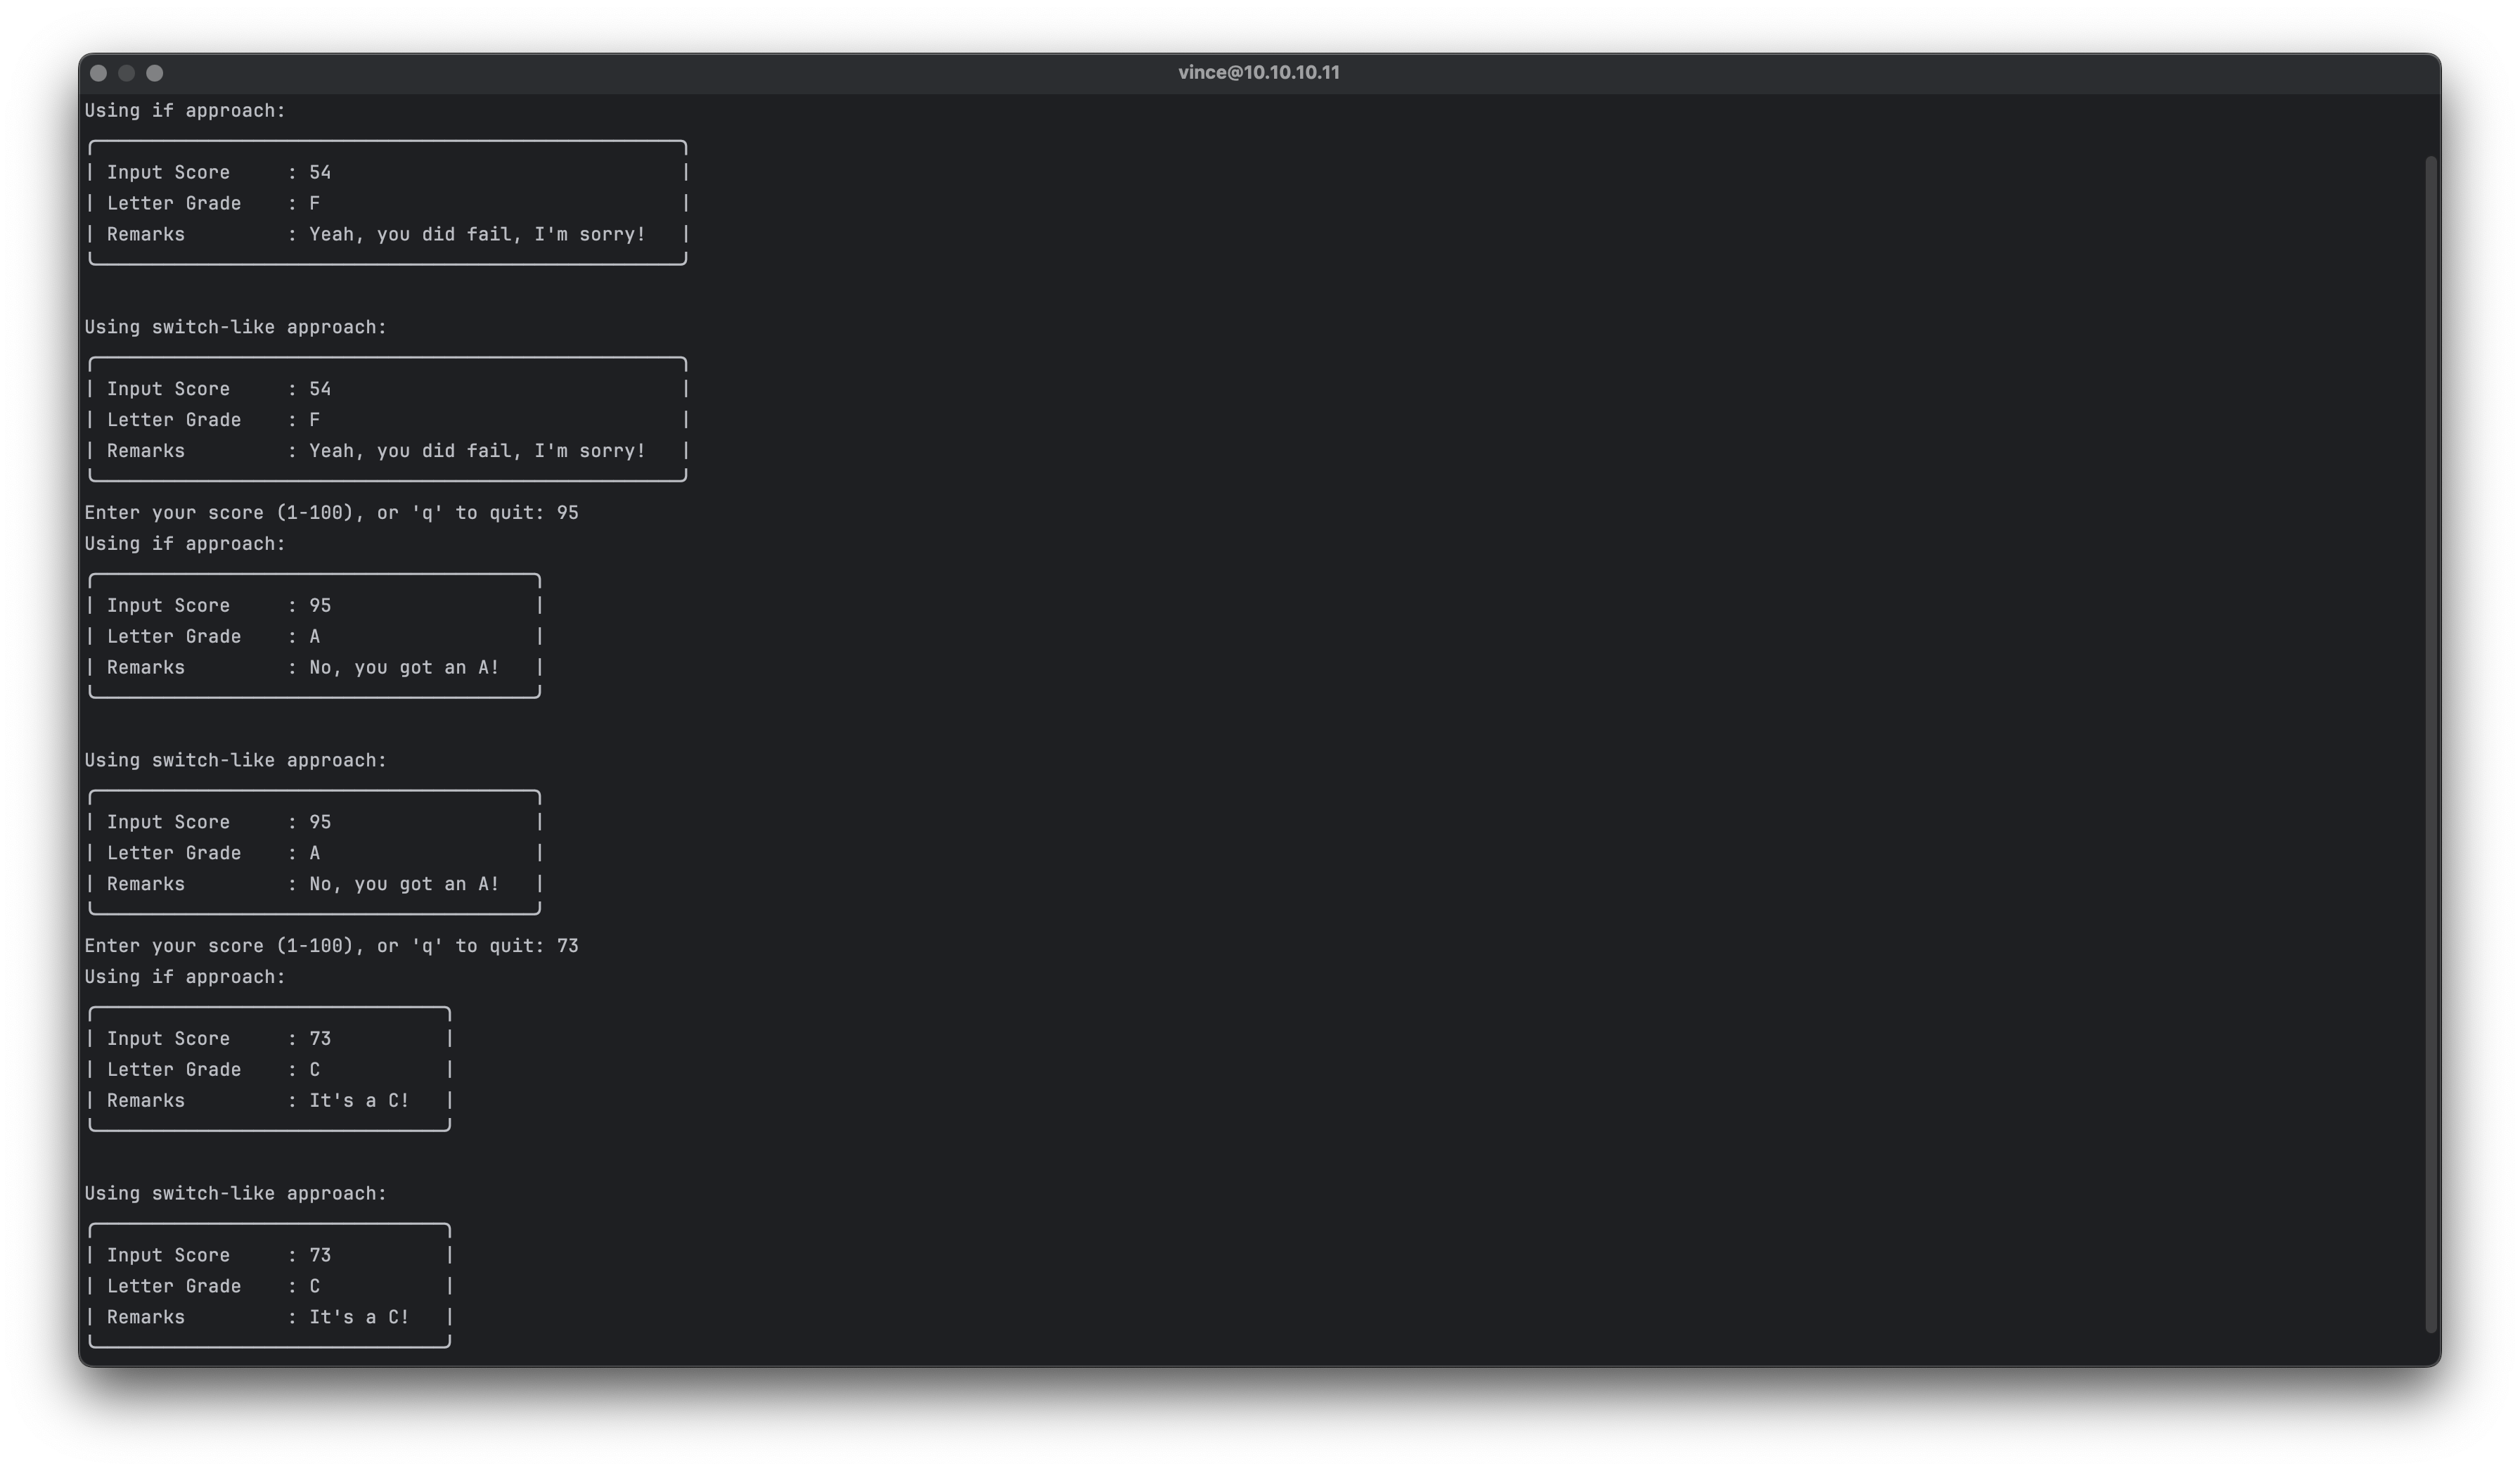 vince@10.10.10.11
Using if approach:
| Input Score     : 54                               |
| Letter Grade    : F                                |
| Remarks         : Yeah, you did fail, I'm sorry!   |
Using switch-like approach:
| Input Score     : 54                               |
| Letter Grade    : F                                |
| Remarks         : Yeah, you did fail, I'm sorry!   |
Enter your score (1-100), or 'q' to quit: 95
Using if approach:
| Input Score     : 95                  |
| Letter Grade    : A                   |
| Remarks         : No, you got an A!   |
Using switch-like approach:
| Input Score     : 95                  |
| Letter Grade    : A                   |
| Remarks         : No, you got an A!   |
Enter your score (1-100), or 'q' to quit: 73
Using if approach:
| Input Score     : 73          |
| Letter Grade    : C           |
| Remarks         : It's a C!   |
Using switch-like approach:
| Input Score     : 73          |
| Letter Grade    : C           |
| Remarks         : It's a C!   |